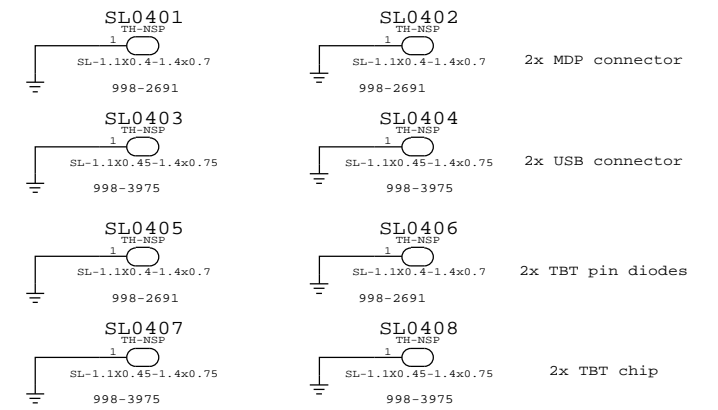 SL0401
TH-NSP
1
SL-1.1X0.4-1.4x0.7
998-2691
SL0402
TH-NSP
1
SL-1.1X0.4-1.4x0.7
998-2691
2x MDP connector
SL0403
TH-NSP
1
SL-1.1X0.45-1.4x0.75
998-3975
SL0404
TH-NSP
1
SL-1.1X0.45-1.4x0.75
998-3975
2x USB connector
SL0405
TH-NSP
1
SL-1.1X0.4-1.4x0.7
998-2691
SL0406
TH-NSP
1
SL-1.1X0.4-1.4x0.7
998-2691
2x TBT pin diodes
SL0407
TH-NSP
1
SL-1.1X0.45-1.4x0.75
998-3975
SL0408
TH-NSP
1
SL-1.1X0.45-1.4x0.75
998-3975
2x TBT chip